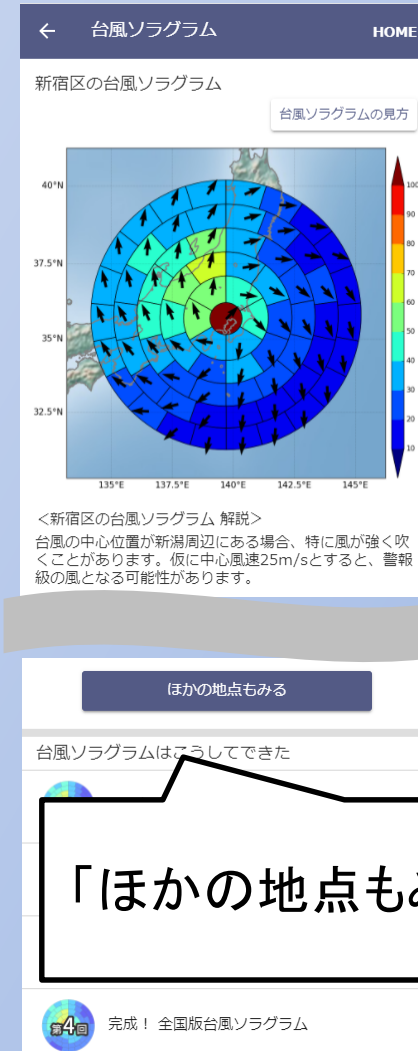 台風ソラグラム
HOME
新宿区の台風ソラグラム
台風ソラグラムの見方
40°N
37.5°N
35°N
32.5°N
135°E 137.5°E 140°E 142.5°E 145°E
100
90
80
70
60
50
40
30
20
10
＜新宿区の台風ソラグラム 解説＞
台風の中心位置が新潟周辺にある場合、特に風が強く吹
くことがあります。仮に中心風速25m/sとすると、警報
級の風となる可能性があります。
ほかの地点もみる
台風ソラグラムはこうしてできた
「ほかの地点も
第4回
完成！ 全国版台風ソラグラム